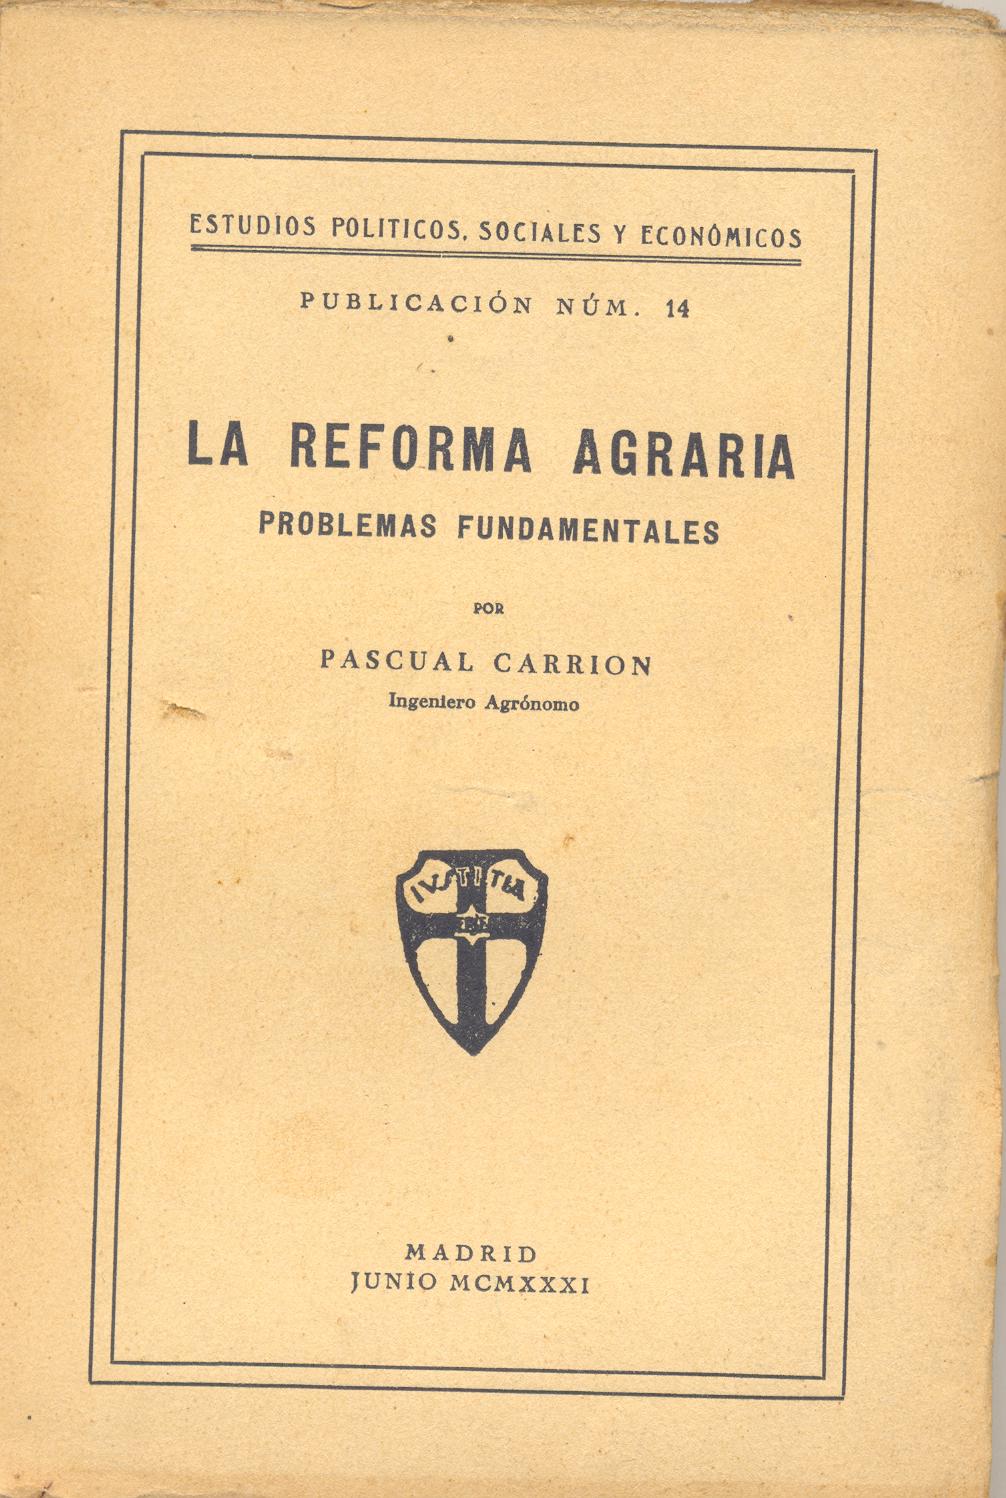 ESTUDIOS POLITICOS, SOCIALES Y ECONÓMICOS
PUBLICACIÓN NÚM. 14
LA REFORMA AGRARIA
PROBLEMAS FUNDAMENTALES
POR
PASCUAL CARRION
Ingeniero Agrónomo
IVSTITIA
MADRID
JUNIO MCMXXXI